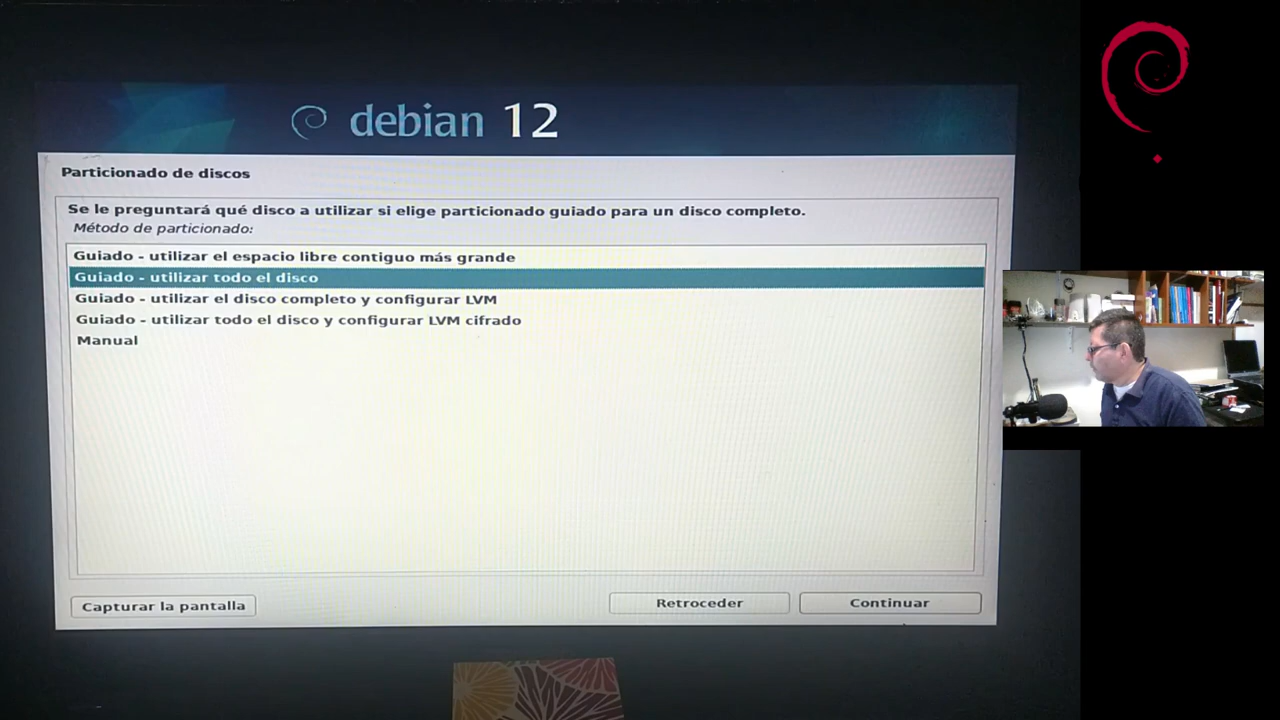 debian 12
Particionado de discos
Se le preguntará qué disco a utilizar si elige particionado guiado para un disco completo.
Método de particionado:
Guiado - utilizar el espacio libre contiguo más grande
Guiado - utilizar todo el disco
Guiado - utilizar el disco completo y configurar LVM
Guiado - utilizar todo el disco y configurar LVM cifrado
Manual
Capturar la pantalla
Retroceder
Continuar